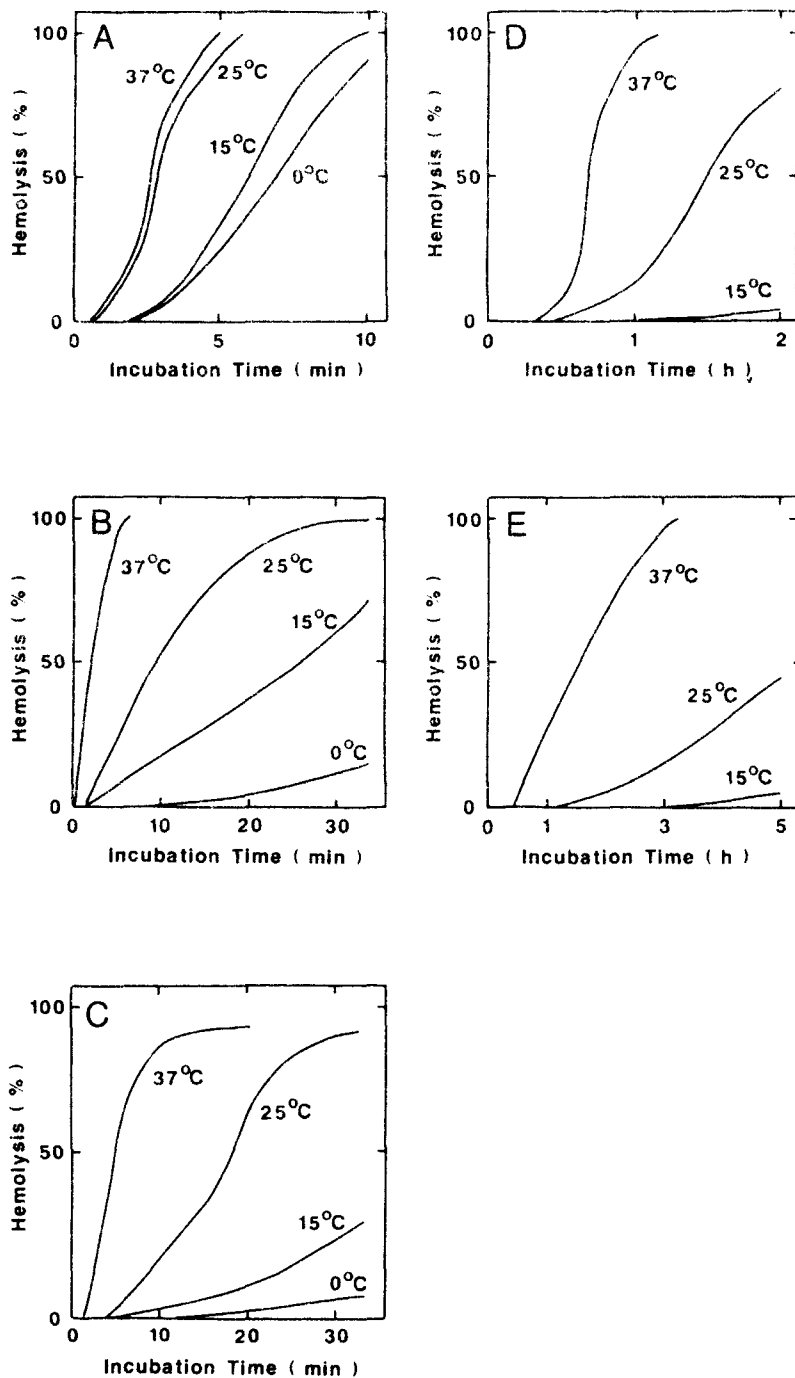 A
100
50
0
Hemolysis ( % )
37°C
25°C
15°C
0°C
0
5
10
Incubation Time ( min )
D
100
50
0
Hemolysis ( % )
37°C
25°C
15°C
0
1
2
Incubation Time ( h )
B
100
50
0
Hemolysis ( % )
37°C
25°C
15°C
0°C
0
10
20
30
Incubation Time ( min )
E
100
50
0
Hemolysis ( % )
37°C
25°C
15°C
0
1
3
5
Incubation Time ( h )
C
100
50
0
Hemolysis ( % )
37°C
25°C
15°C
0°C
0
10
20
30
Incubation Time ( min )